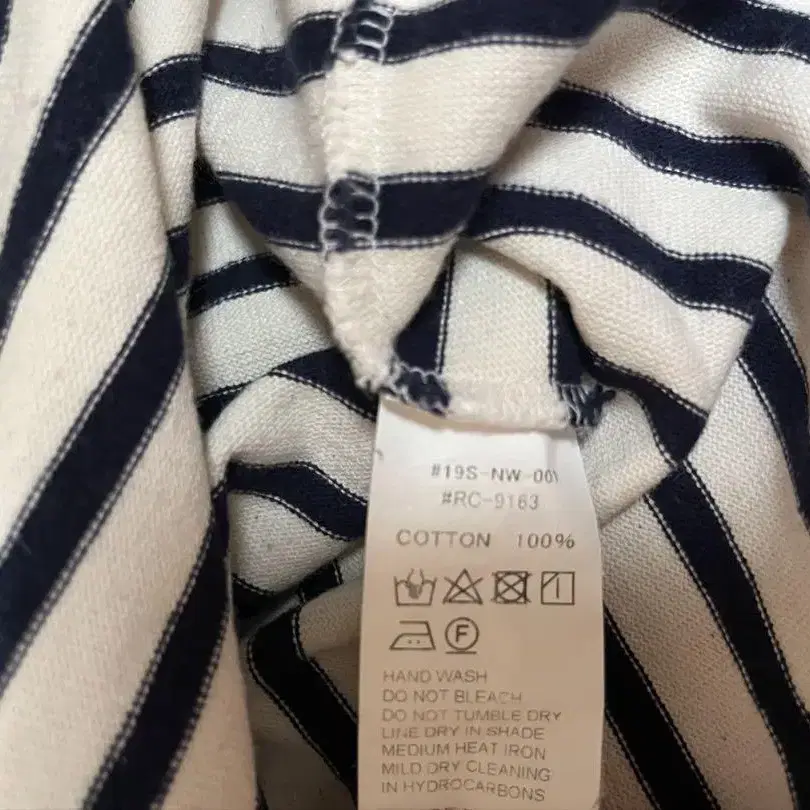 #19S-NW-00
#RC-9163
COTTON 100%
F
HAND WASH
DO NOT BLEACH
DO NOT TUMBLE DRY
LINE DRY IN SHADE
MEDIUM HEAT IRON
MILD DRY CLEANING
IN HYDROCARBONS